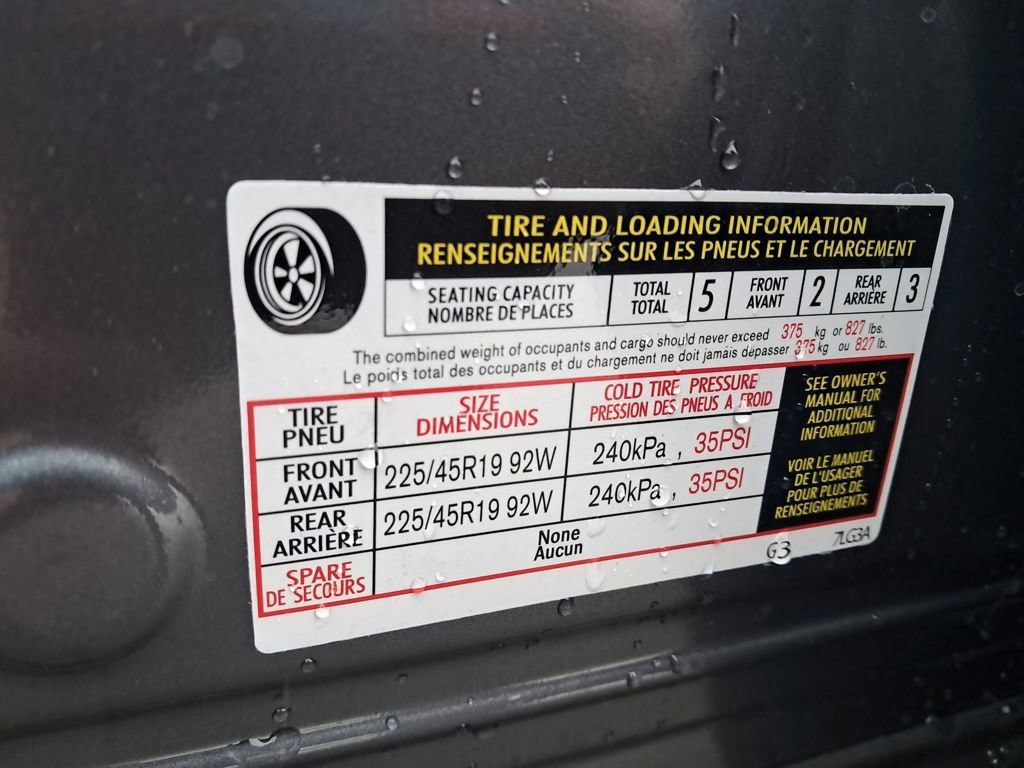 TIRE AND LOADING INFORMATION
RENSEIGNEMENTS SUR LES PNEUS ET LE CHARGEMENT
SEATING CAPACITY
NOMBRE DE PLACES
TOTAL
TOTAL
5
FRONT
AVANT
2
REAR
ARRIÈRE
3
The combined weight of occupants and cargo should never exceed 375 kg or 827 lbs.
Le poids total des occupants et du chargement ne doit jamais dépasser 375 kg ou 827 lb.
TIRE
PNEU
SIZE
DIMENSIONS
COLD TIRE PRESSURE
PRESSION DES PNEUS A FROID
FRONT
AVANT
225/45R19 92W
240kPa , 35PSI
REAR
ARRIÈRE
225/45R19 92W
240kPa , 35PSI
SPARE
DE SECOURS
None
Aucun
SEE OWNER'S
MANUAL FOR
ADDITIONAL
INFORMATION
VOIR LE MANUEL
DE L'USAGER
POUR PLUS DE
RENSEIGNEMENTS
G3 7LG3A